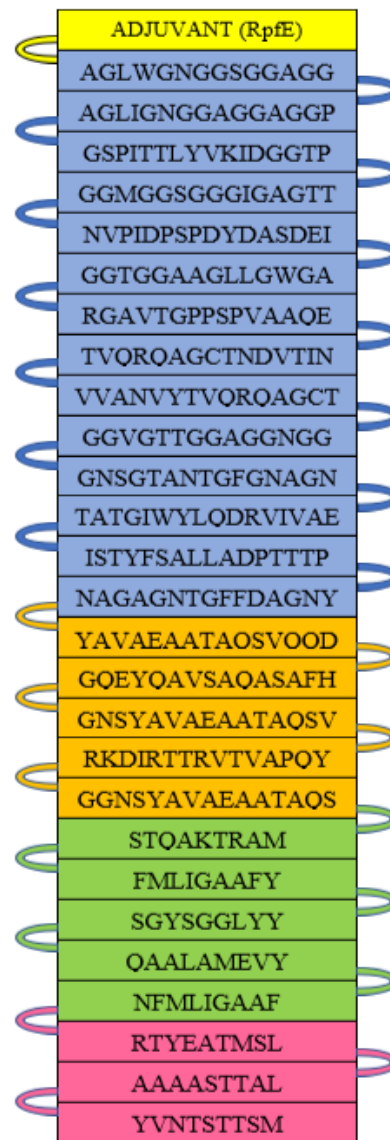 ADJUVANT (RpfE)
AGLWGNGGSGGAGG
AGLIGNGGAGGAGGP
GSPITTLYVKIDGGTP
GGMGGSGGGIGAGTT
NVPIDPSPDYDASDEI
GGTGGAAGLLGWGA
RGAVTGPPSPVAAQE
TVQRQAGCTNDVTIN
VVANVYTVQRQAGCT
GGVGTTGGAGGNGG
GNSGTANTGFGNAGN
TATGIWYLQDRVIVAE
ISTYFSALLADPTTTP
NAGAGNTGFFDAGNY
YAVAEAATAOSVOOD
GQEYQAVSAQASAFH
GNSYAVAEAATAQSV
RKDIRTTRVTVAPQY
GGNSYAVAEAATAQS
STQAKTRAM
FMLIGAAFY
SGYSGGLYY
QAALAMEVY
NFMLIGAAF
RTYEATMSL
AAAASTTAL
YVNTSTTSM